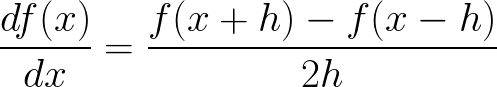 df(x)/dx = (f(x + h) − f(x − h))/2h